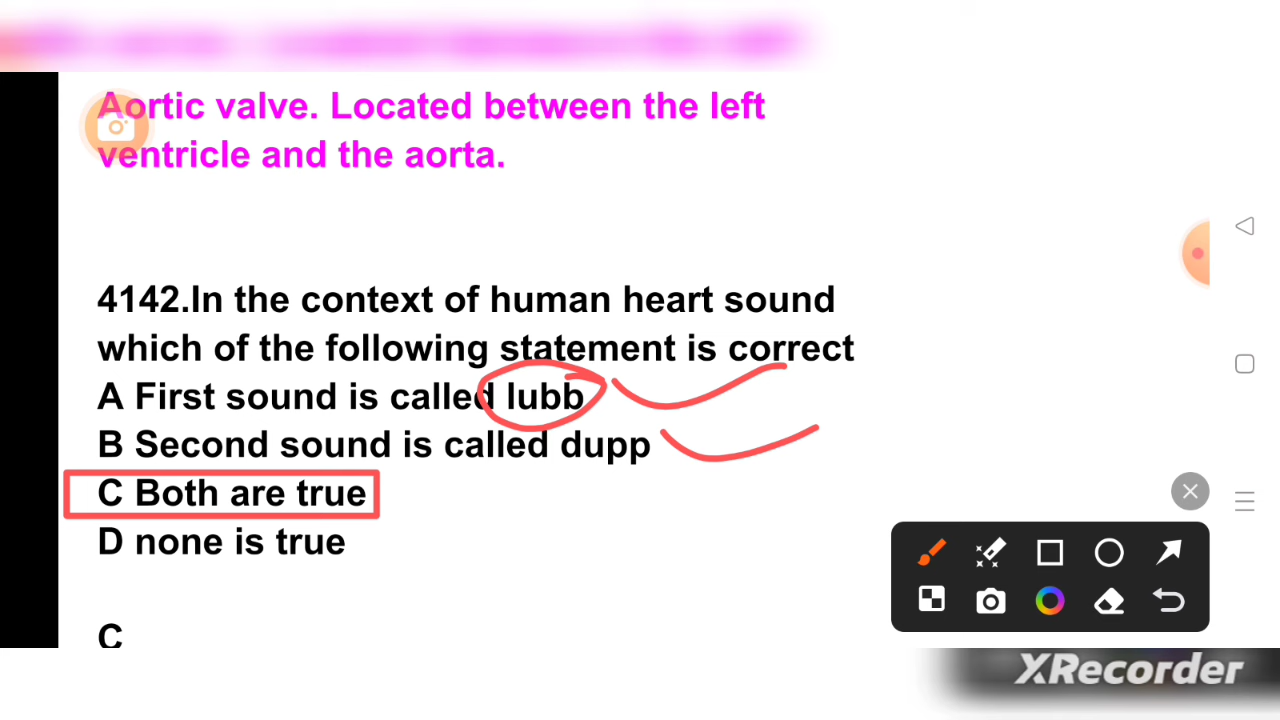 Aortic valve. Located between the left
ventricle and the aorta.
4142.In the context of human heart sound
which of the following statement is correct
A First sound is called lubb
B Second sound is called dupp
C Both are true
D none is true
C
XRecorder